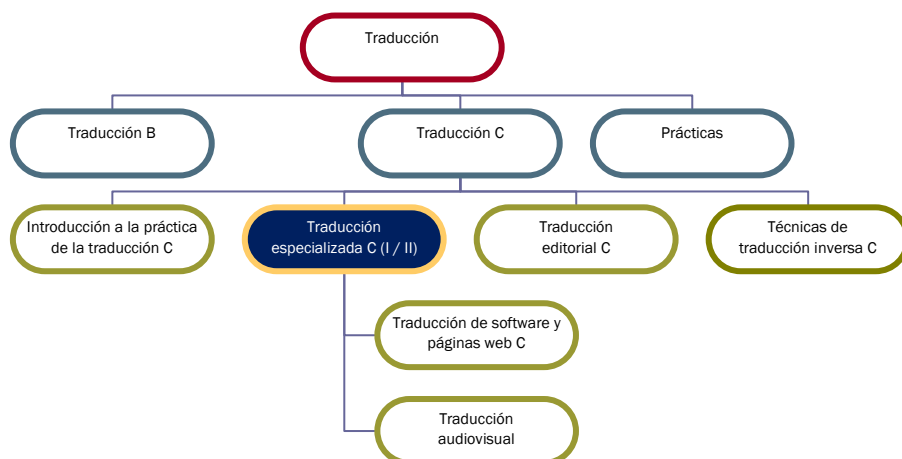 Traducción
Traducción B
Traducción C
Prácticas
Introducción a la práctica
de la traducción C
Traducción
especializada C (I / II)
Traducción
editorial C
Técnicas de
traducción inversa C
Traducción de software y
páginas web C
Traducción
audiovisual